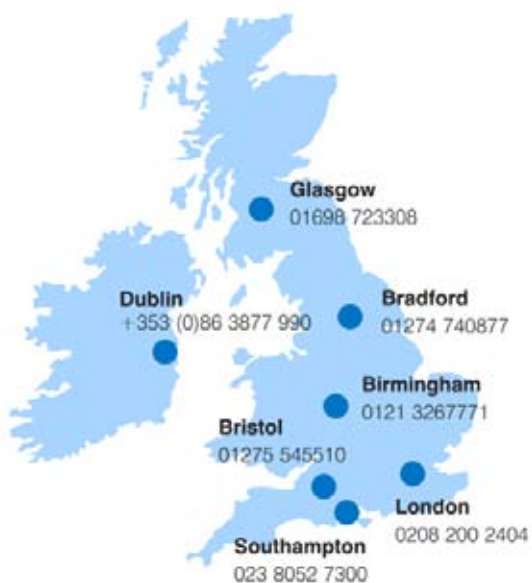 Glasgow
01698 723308
Dublin
+353 (0)86 3877 990
Bradford
01274 740877
Birmingham
0121 3267771
Bristol
01275 545510
London
0208 200 2404
Southampton
023 8052 7300